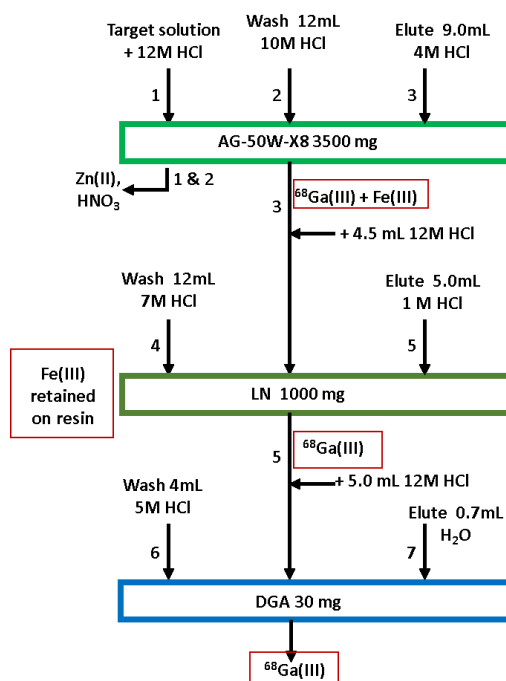 Target solution
+ 12M HCl
Wash 12mL
10M HCl
Elute 9.0mL
4M HCl
1
2
3
AG-50W-X8 3500 mg
Zn(II),
HNO3
1 & 2
3
68Ga(III) + Fe(III)
+ 4.5 mL 12M HCl
Wash 12mL
7M HCl
Elute 5.0mL
1 M HCl
4
5
Fe(III)
retained
on resin
LN 1000 mg
5
68Ga(III)
+ 5.0 mL 12M HCl
Wash 4mL
5M HCl
Elute 0.7mL
H2O
6
7
DGA 30 mg
68Ga(III)